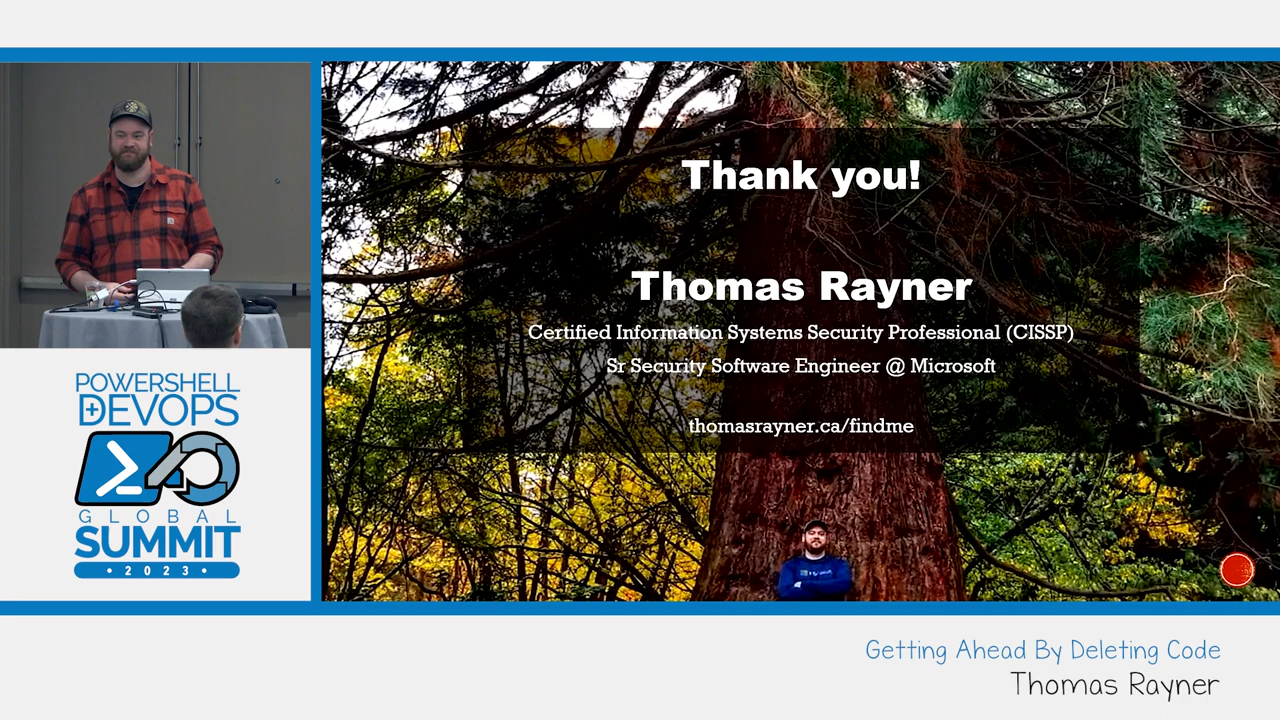 Thank you!
Thomas Rayner
Certified Information Systems Security Professional (CISSP)
Sr Security Software Engineer @ Microsoft
thomasrayner.ca/findme
POWERSHELL
+DEVOPS
GLOBAL
SUMMIT
• 2023 •
Getting Ahead By Deleting Code
Thomas Rayner